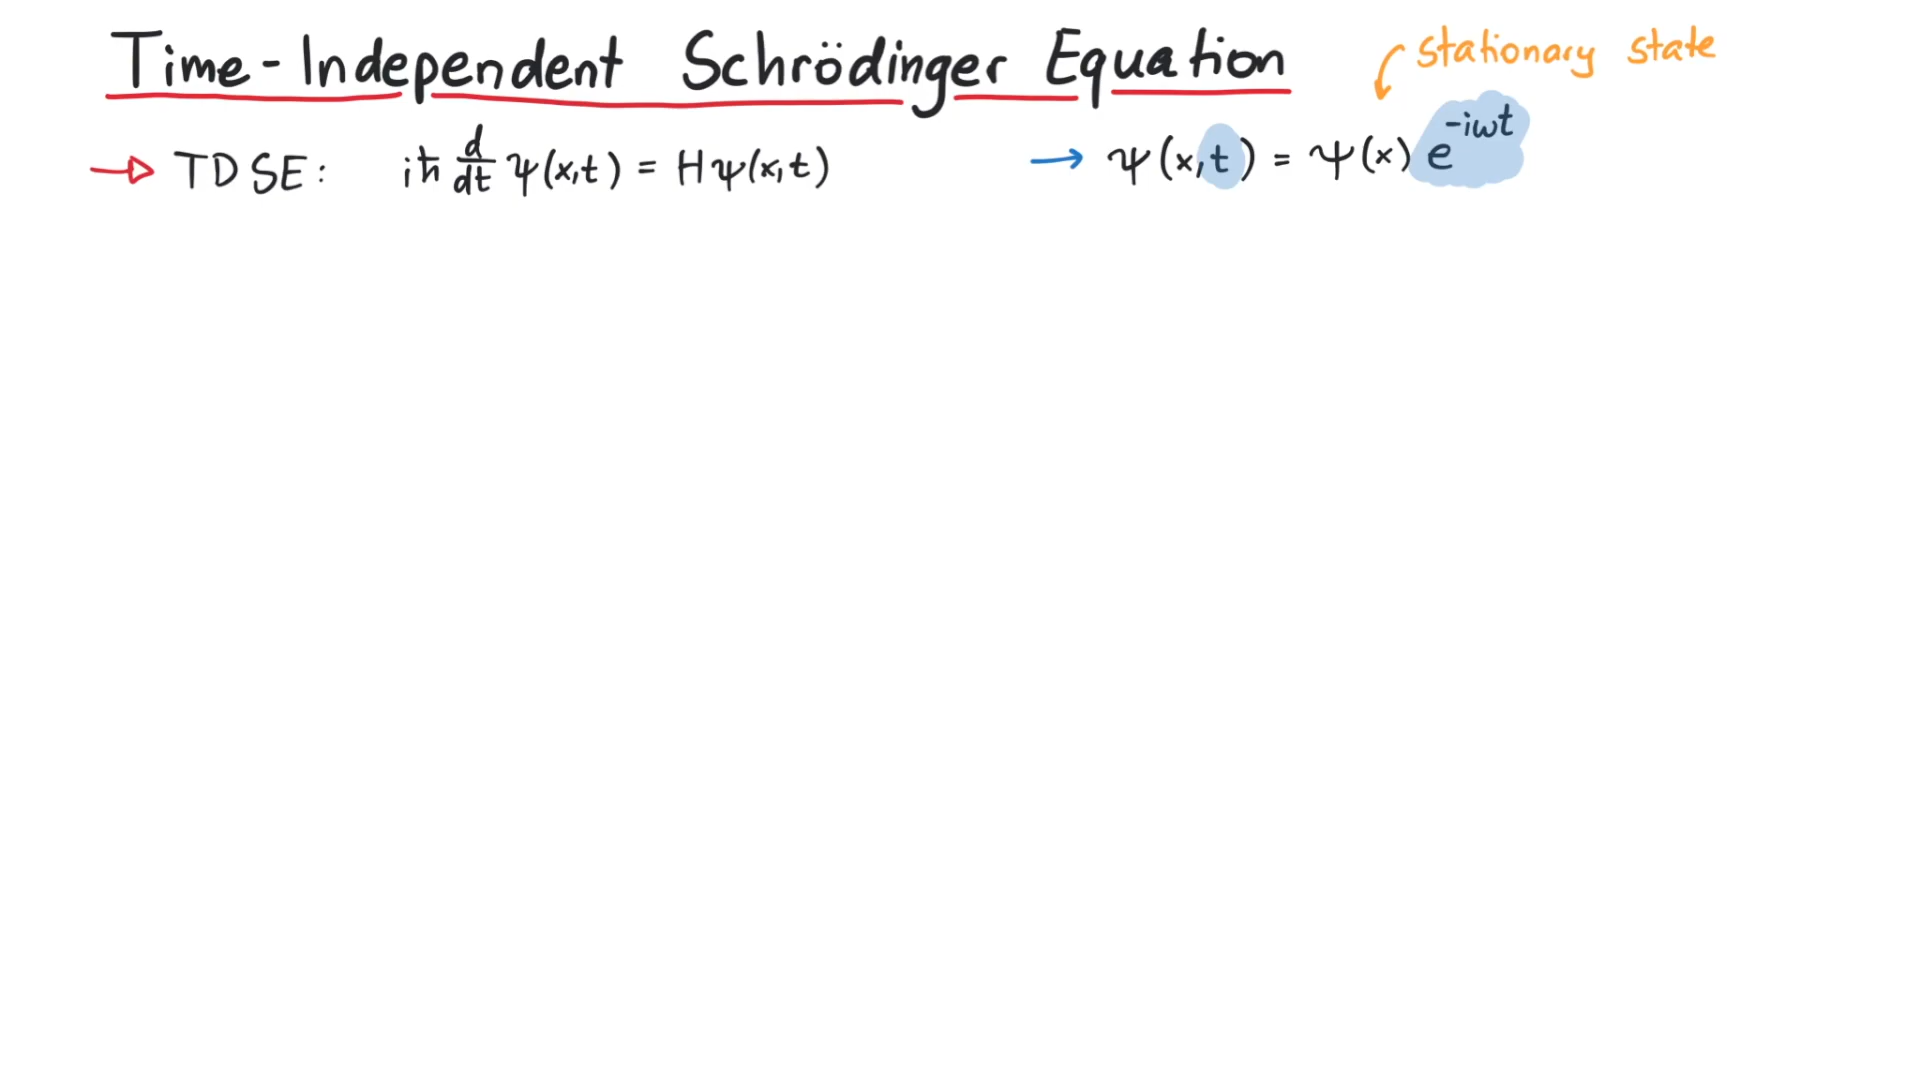 Time-Independent Schrödinger Equation
stationary state
TDSE: iħ d/dt ψ(x,t) = Hψ(x,t)
ψ(x,t) = ψ(x) e^-iωt